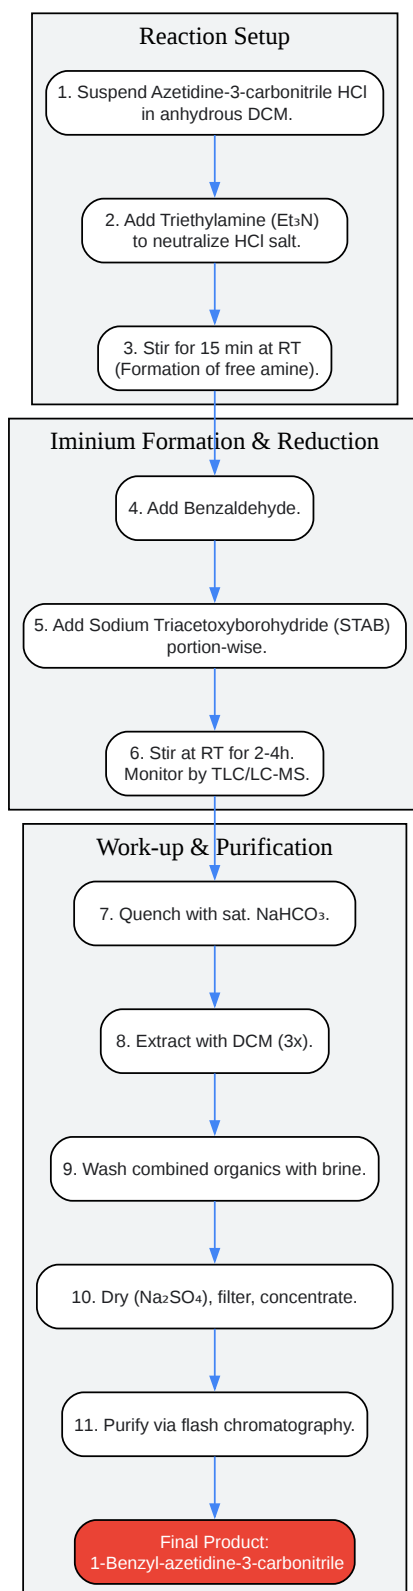 Reaction Setup
1. Suspend Azetidine-3-carbonitrile HCl
in anhydrous DCM.
2. Add Triethylamine (Et₃N)
to neutralize HCl salt.
3. Stir for 15 min at RT
(Formation of free amine).
Iminium Formation & Reduction
4. Add Benzaldehyde.
5. Add Sodium Triacetoxyborohydride (STAB)
portion-wise.
6. Stir at RT for 2-4h.
Monitor by TLC/LC-MS.
Work-up & Purification
7. Quench with sat. NaHCO₃.
8. Extract with DCM (3x).
9. Wash combined organics with brine.
10. Dry (Na₂SO₄), filter, concentrate.
11. Purify via flash chromatography.
Final Product:
1-Benzyl-azetidine-3-carbonitrile